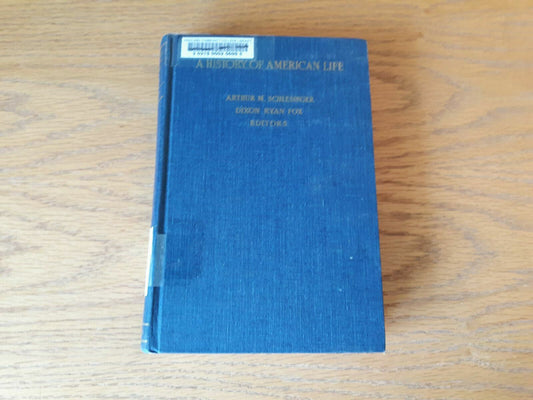 A HISTORY OF AMERICAN LIFE
ARTHUR M. SCHLESINGER
DIXON RYAN FOX
EDITORS